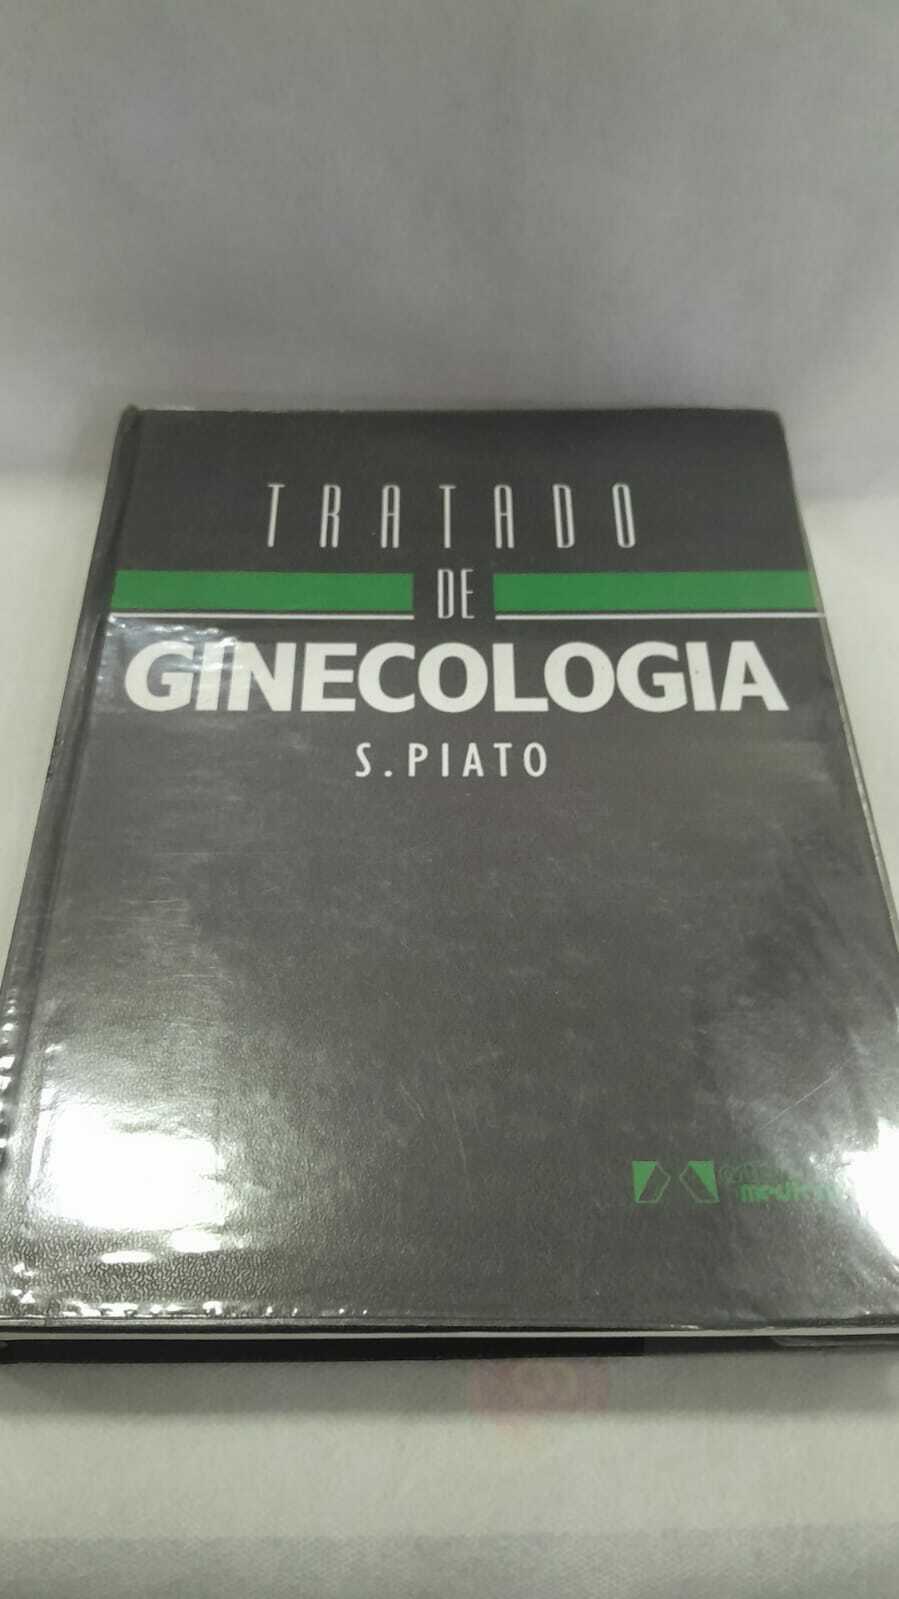 TRATADO
DE
GINECOLOGIA
S. PIATO